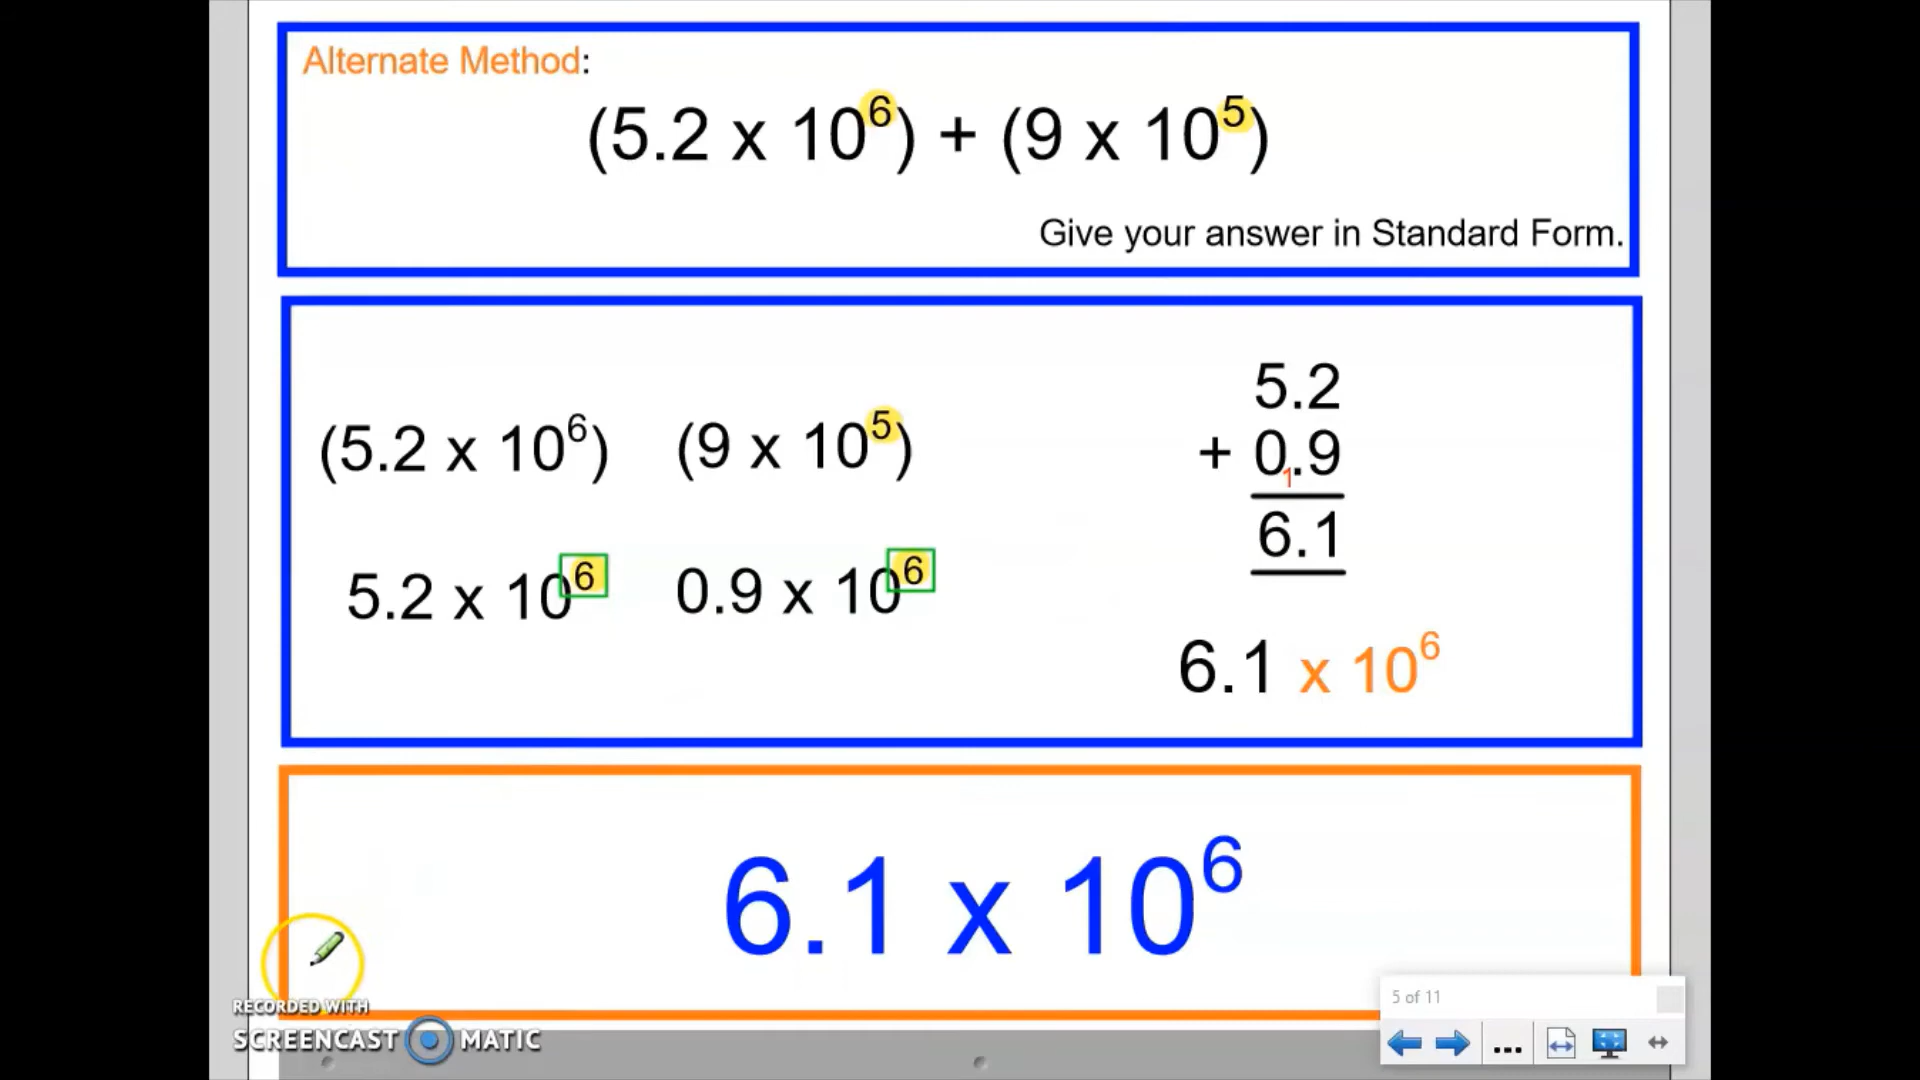 Alternate Method:
(5.2 x 10⁶) + (9 x 10⁵)
Give your answer in Standard Form.
(5.2 x 10⁶) (9 x 10⁵)
5.2 x 10⁶ 0.9 x 10⁶
5.2
+ 0.9
1
6.1
6.1 x 10⁶
6.1 x 10⁶
5 of 11
RECORDED WITH
SCREENCAST MATIC